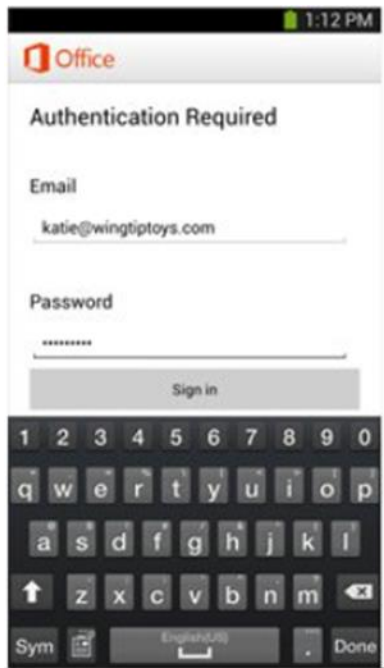 1:12 PM
Office
Authentication Required
Email
katie@wingtiptoys.com
Password
•••••••••
Sign in
1 2 3 4 5 6 7 8 9 0
q w e r t y u i o p
a s d f g h j k l
z x c v b n m
Sym English(US) . Done